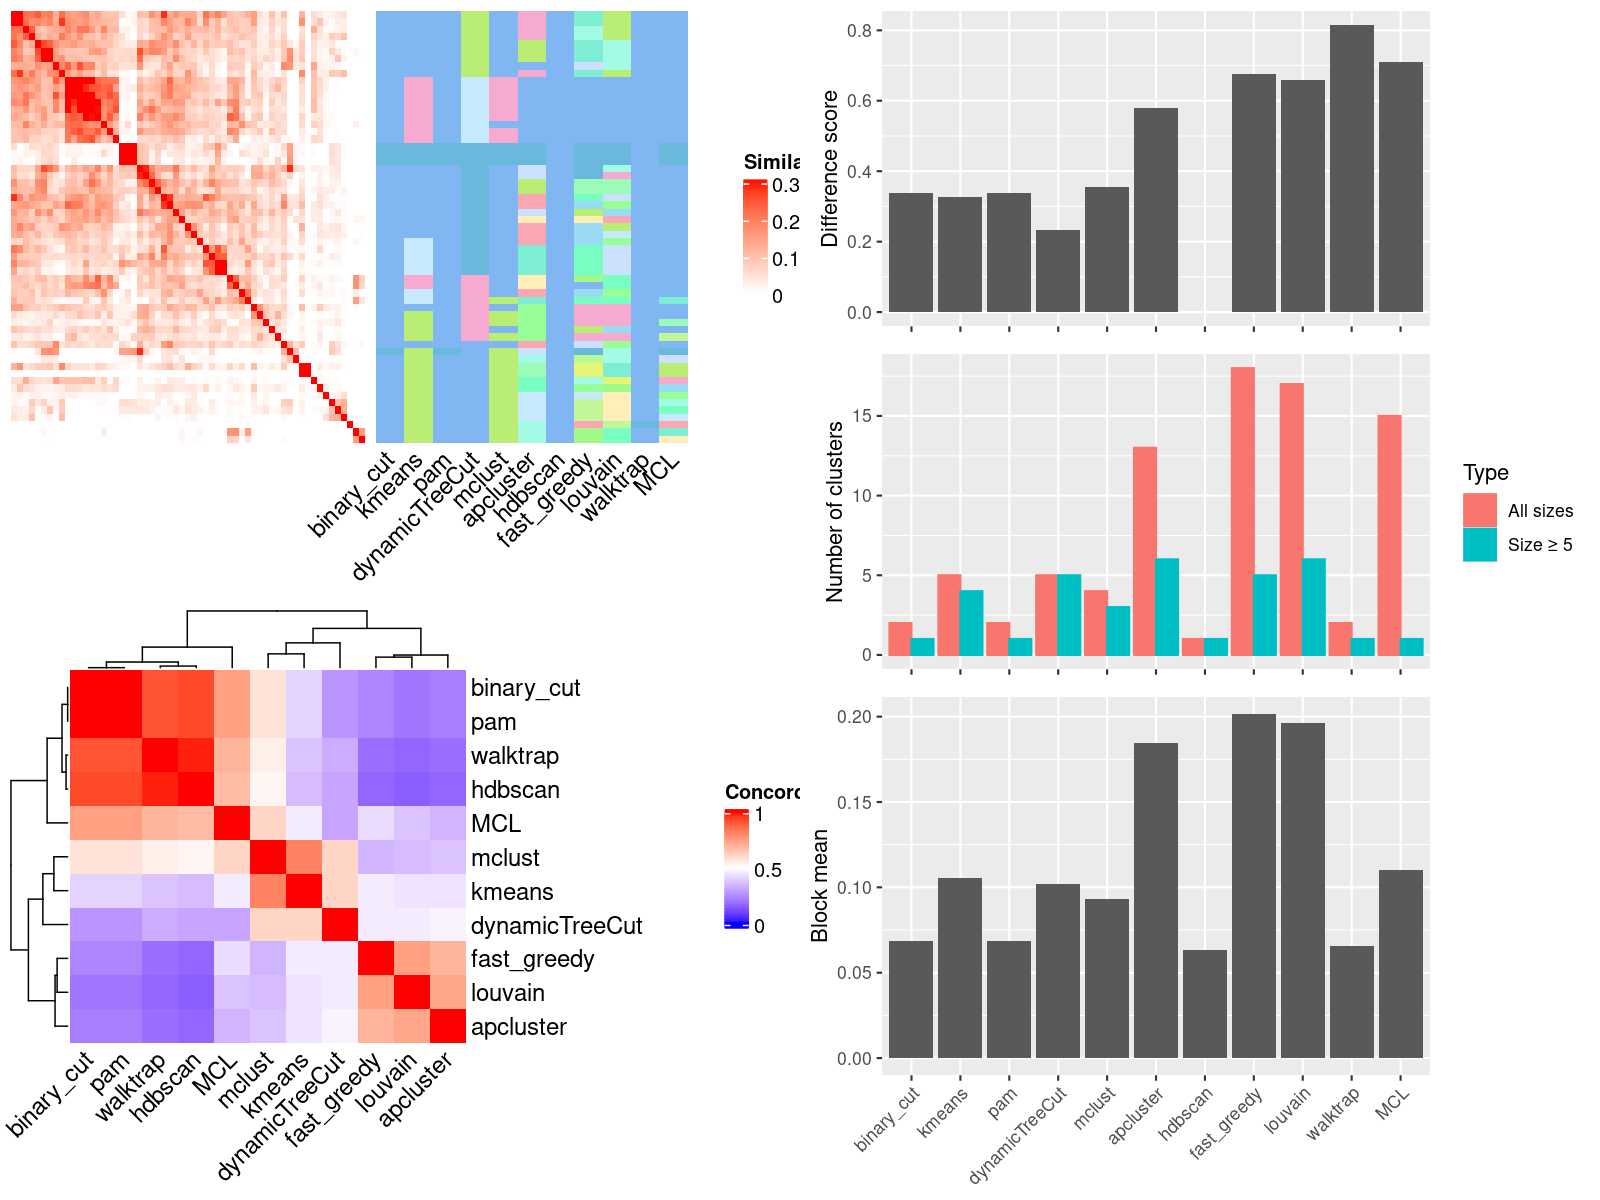 Simila
0.3
0.2
0.1
0
binary_cut
kmeans
pam
dynamicTreeCut
mclust
apcluster
hdbscan
fast_greedy
louvain
walktrap
MCL
binary_cut
pam
walktrap
hdbscan
MCL
mclust
kmeans
dynamicTreeCut
fast_greedy
louvain
apcluster
Concord
1
0.5
0
binary_cut
pam
walktrap
hdbscan
MCL
mclust
kmeans
dynamicTreeCut
fast_greedy
louvain
apcluster
Difference score
0.8
0.6
0.4
0.2
0.0
Number of clusters
15
10
5
0
Type
All sizes
Size ≥ 5
Block mean
0.20
0.15
0.10
0.05
0.00
binary_cut
kmeans
pam
dynamicTreeCut
mclust
apcluster
hdbscan
fast_greedy
louvain
walktrap
MCL